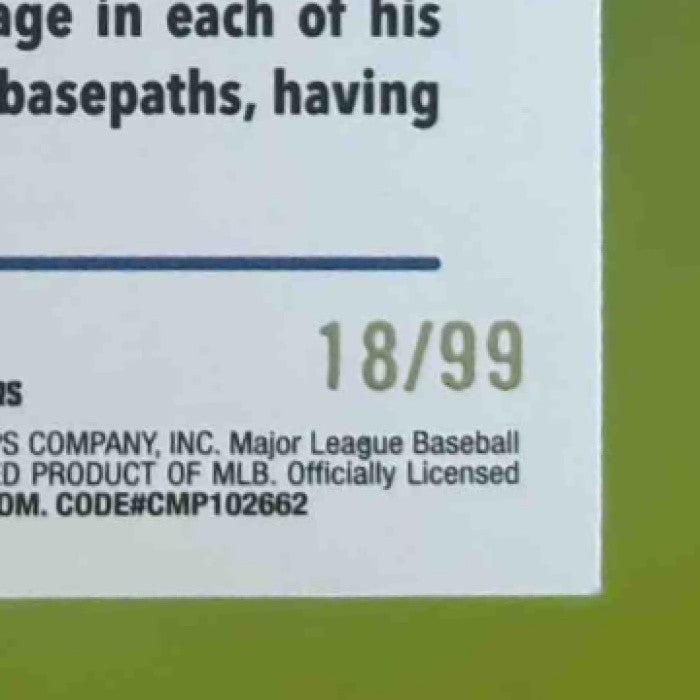 age in each of his
basepaths, having
18/99
S COMPANY, INC. Major League Baseball
D PRODUCT OF MLB. Officially Licensed
OM. CODE#CMP102662